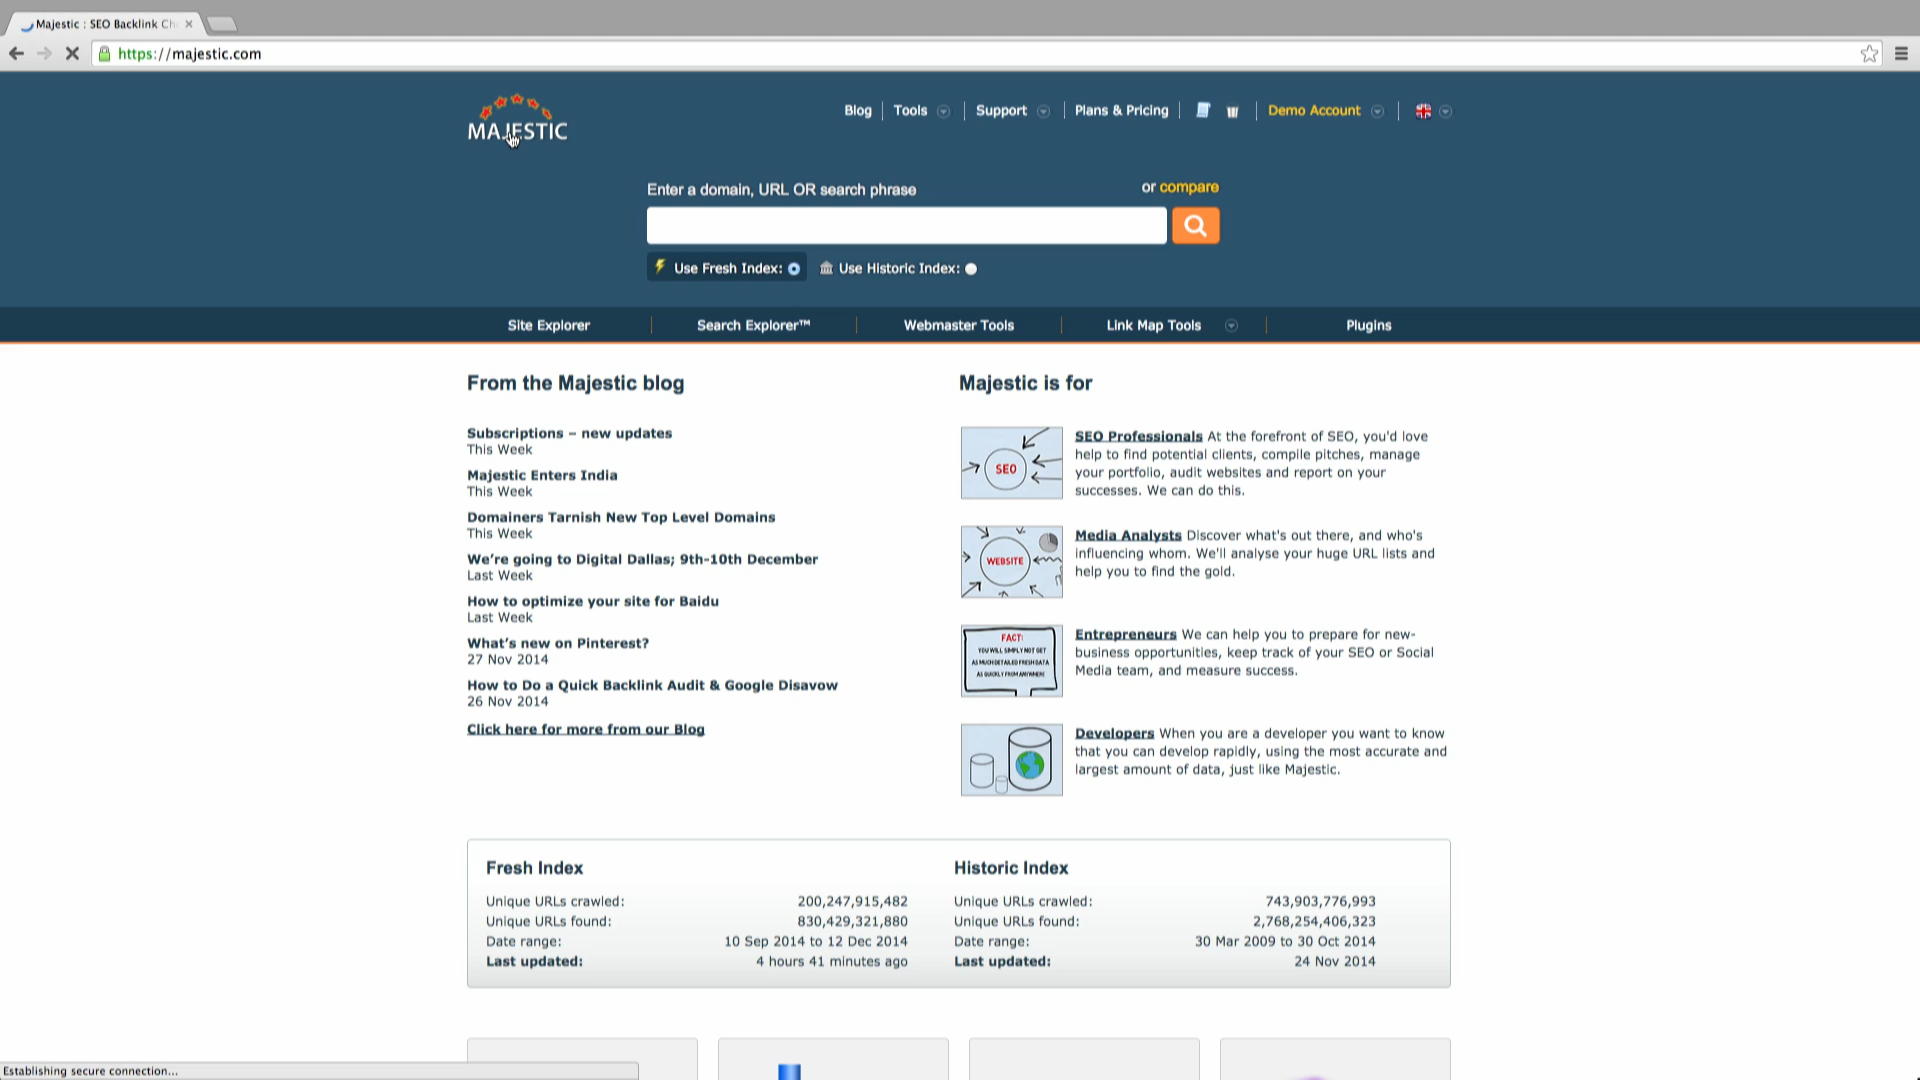 Majestic : SEO Backlink Ch
https://majestic.com
MAJESTIC
Blog Tools Support Plans & Pricing Demo Account
Enter a domain, URL OR search phrase or compare
Use Fresh Index: Use Historic Index:
Site Explorer Search Explorer™ Webmaster Tools Link Map Tools Plugins
From the Majestic blog
Subscriptions – new updates
This Week
Majestic Enters India
This Week
Domainers Tarnish New Top Level Domains
This Week
We're going to Digital Dallas; 9th-10th December
Last Week
How to optimize your site for Baidu
Last Week
What's new on Pinterest?
27 Nov 2014
How to Do a Quick Backlink Audit & Google Disavow
26 Nov 2014
Click here for more from our Blog
Majestic is for
SEO
SEO Professionals At the forefront of SEO, you'd love
help to find potential clients, compile pitches, manage
your portfolio, audit websites and report on your
successes. We can do this.
WEBSITE
Media Analysts Discover what's out there, and who's
influencing whom. We'll analyse your huge URL lists and
help you to find the gold.
FACT:
YOU WILL SIMPLY NOT GET
AS MUCH DETAILED FRESH DATA
AS QUICKLY FROM ANYWHERE
Entrepreneurs We can help you to prepare for new-
business opportunities, keep track of your SEO or Social
Media team, and measure success.
Developers When you are a developer you want to know
that you can develop rapidly, using the most accurate and
largest amount of data, just like Majestic.
Fresh Index
Unique URLs crawled: 200,247,915,482
Unique URLs found: 830,429,321,880
Date range: 10 Sep 2014 to 12 Dec 2014
Last updated: 4 hours 41 minutes ago
Historic Index
Unique URLs crawled: 743,903,776,993
Unique URLs found: 2,768,254,406,323
Date range: 30 Mar 2009 to 30 Oct 2014
Last updated: 24 Nov 2014
Establishing secure connection...